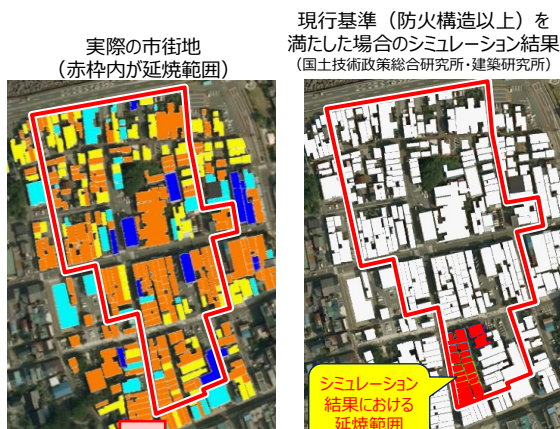 実際の市街地
(赤枠内が延焼範囲)
現行基準（防火構造以上）を
満たした場合のシミュレーション結果
(国土技術政策総合研究所・建築研究所)
シミュレーション
結果における
延焼範囲